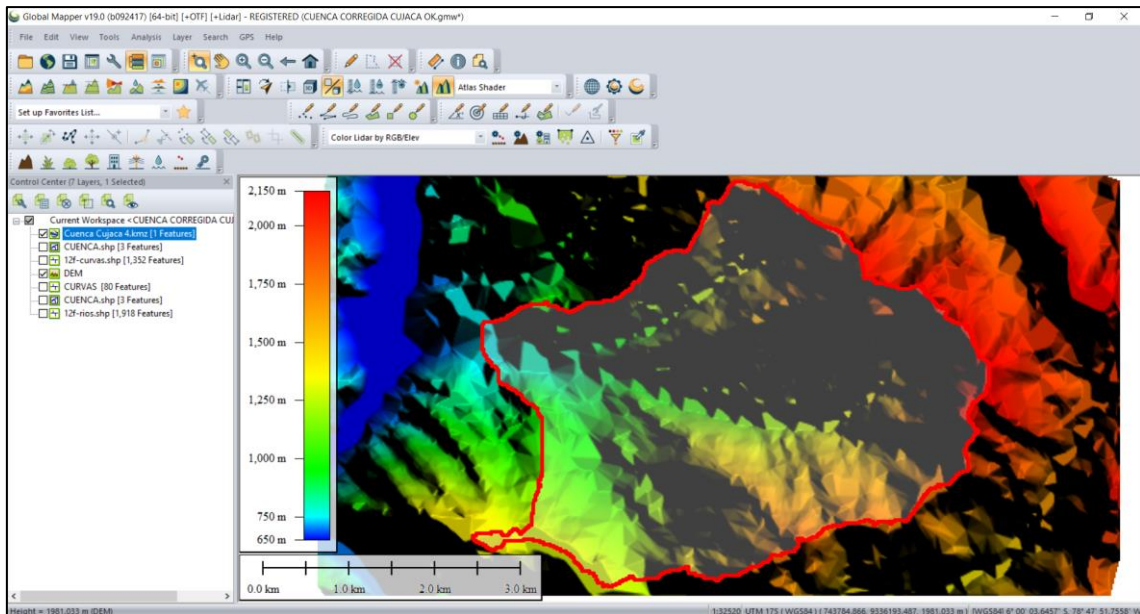 Global Mapper v19.0 (b092417) [64-bit] [+OTF] [+Lidar] - REGISTERED (CUENCA CORREGIDA CUJACA OK.gmw*)
File Edit View Tools Analysis Layer Search GPS Help
Atlas Shader
Set up Favorites List...
Color Lidar by RGB/Elev
Control Center (7 Layers, 1 Selected)
Current Workspace <CUENCA CORREGIDA CUJ
Cuenca Cujaca 4.kmz [1 Features]
CUENCA.shp [3 Features]
12f-curvas.shp [1,352 Features]
DEM
CURVAS [80 Features]
CUENCA.shp [3 Features]
12f-rios.shp [1,918 Features]
2,150 m
2,000 m
1,750 m
1,500 m
1,250 m
1,000 m
750 m
650 m
0.0 km 1.0 km 2.0 km 3.0 km
Height = 1981.033 m (DEM)
1:32520 UTM 17S ( WGS84 ) ( 743784.866, 9336193.487, 1981.033 m ) (WGS84) 6° 00' 03.6457" S, 78° 47' 51.755